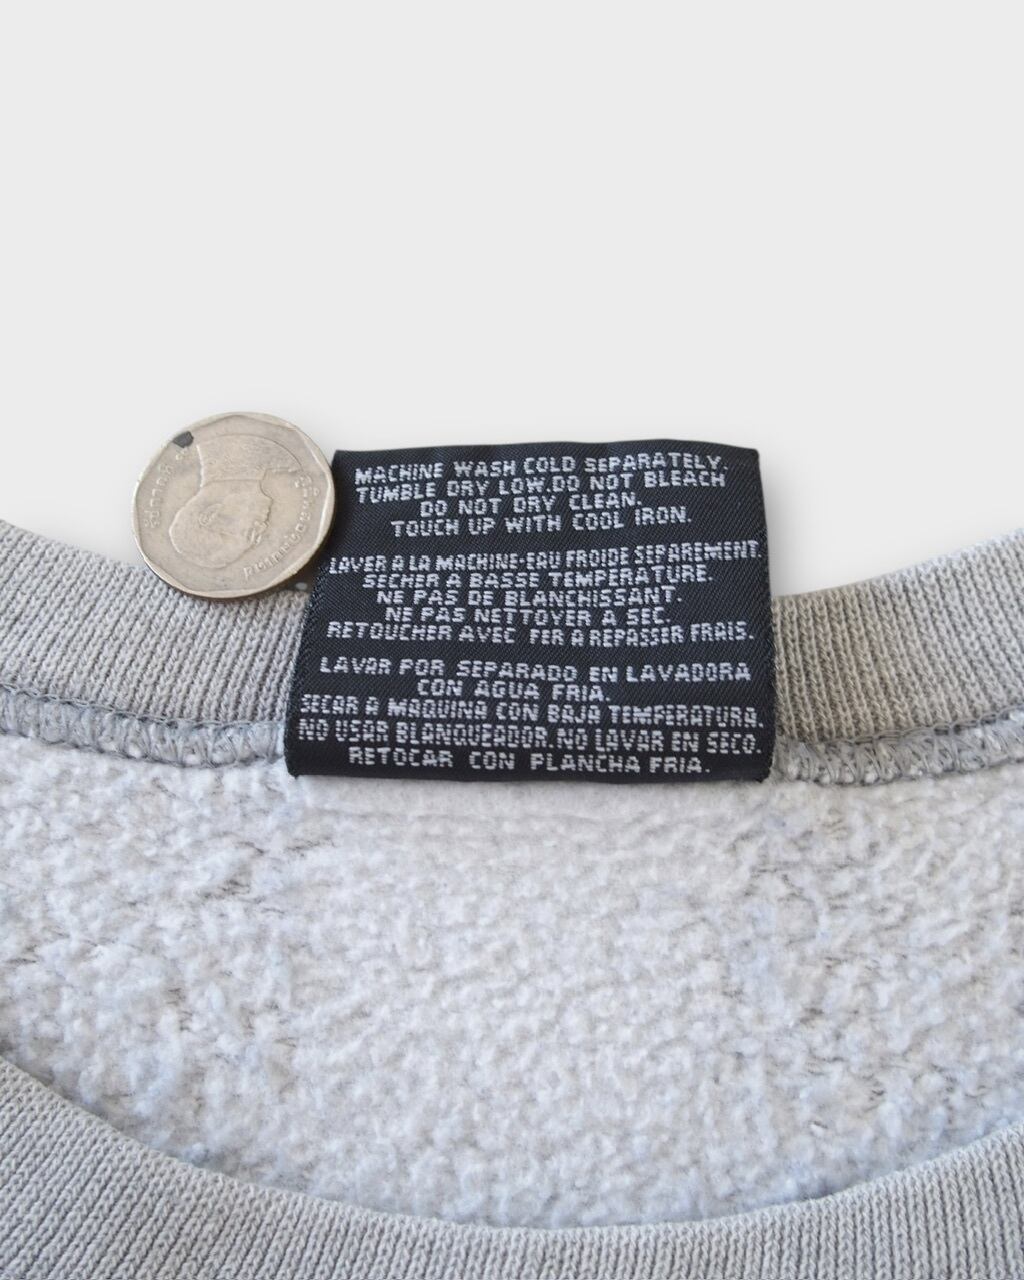 MACHINE WASH COLD SEPARATELY.
TUMBLE DRY LOW.DO NOT BLEACH
DO NOT DRY CLEAN.
TOUCH UP WITH COOL IRON.
LAVER A LA MACHINE-EAU FROIDE SEPAREMENT.
SECHER A BASSE TEMPERATURE.
NE PAS DE BLANCHISSANT.
NE PAS NETTOYER A SEC.
RETOUCHER AVEC FER A REPASSER FRAIS.
LAVAR POR SEPARADO EN LAVADORA
CON AGUA FRIA.
SECAR A MAQUINA CON BAJA TEMPERATURA.
NO USAR BLANQUEADOR.NO LAVAR EN SECO.
RETOCAR CON PLANCHA FRIA.